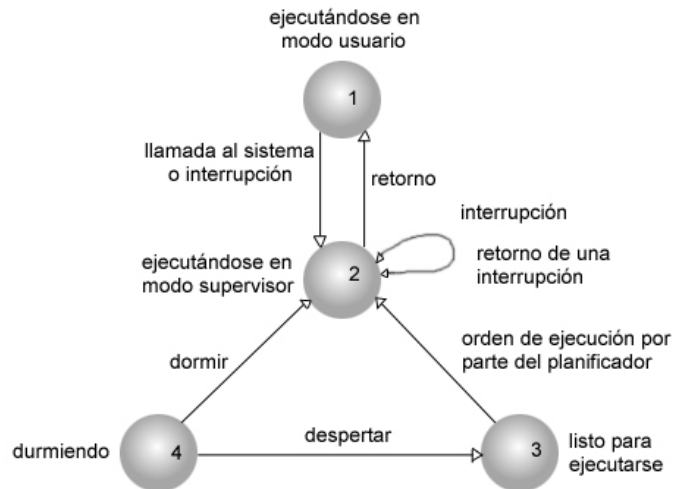 ejecutándose en
modo usuario
1
llamada al sistema
o interrupción
retorno
interrupción
ejecutándose en
modo supervisor
2
retorno de una
interrupción
dormir
orden de ejecución por
parte del planificador
durmiendo
4
despertar
3
listo para
ejecutarse